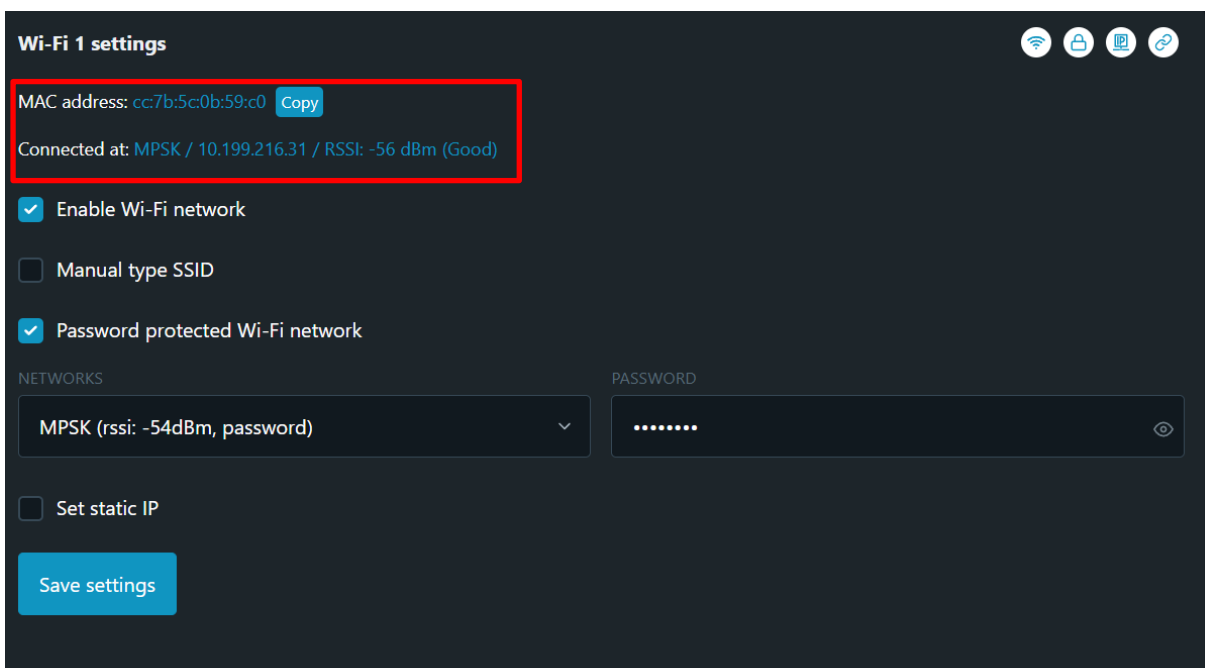 Wi-Fi 1 settings
MAC address: cc:7b:5c:0b:59:c0 Copy
Connected at: MPSK / 10.199.216.31 / RSSI: -56 dBm (Good)
Enable Wi-Fi network
Manual type SSID
Password protected Wi-Fi network
NETWORKS PASSWORD
MPSK (rssi: -54dBm, password) ••••••••
Set static IP
Save settings